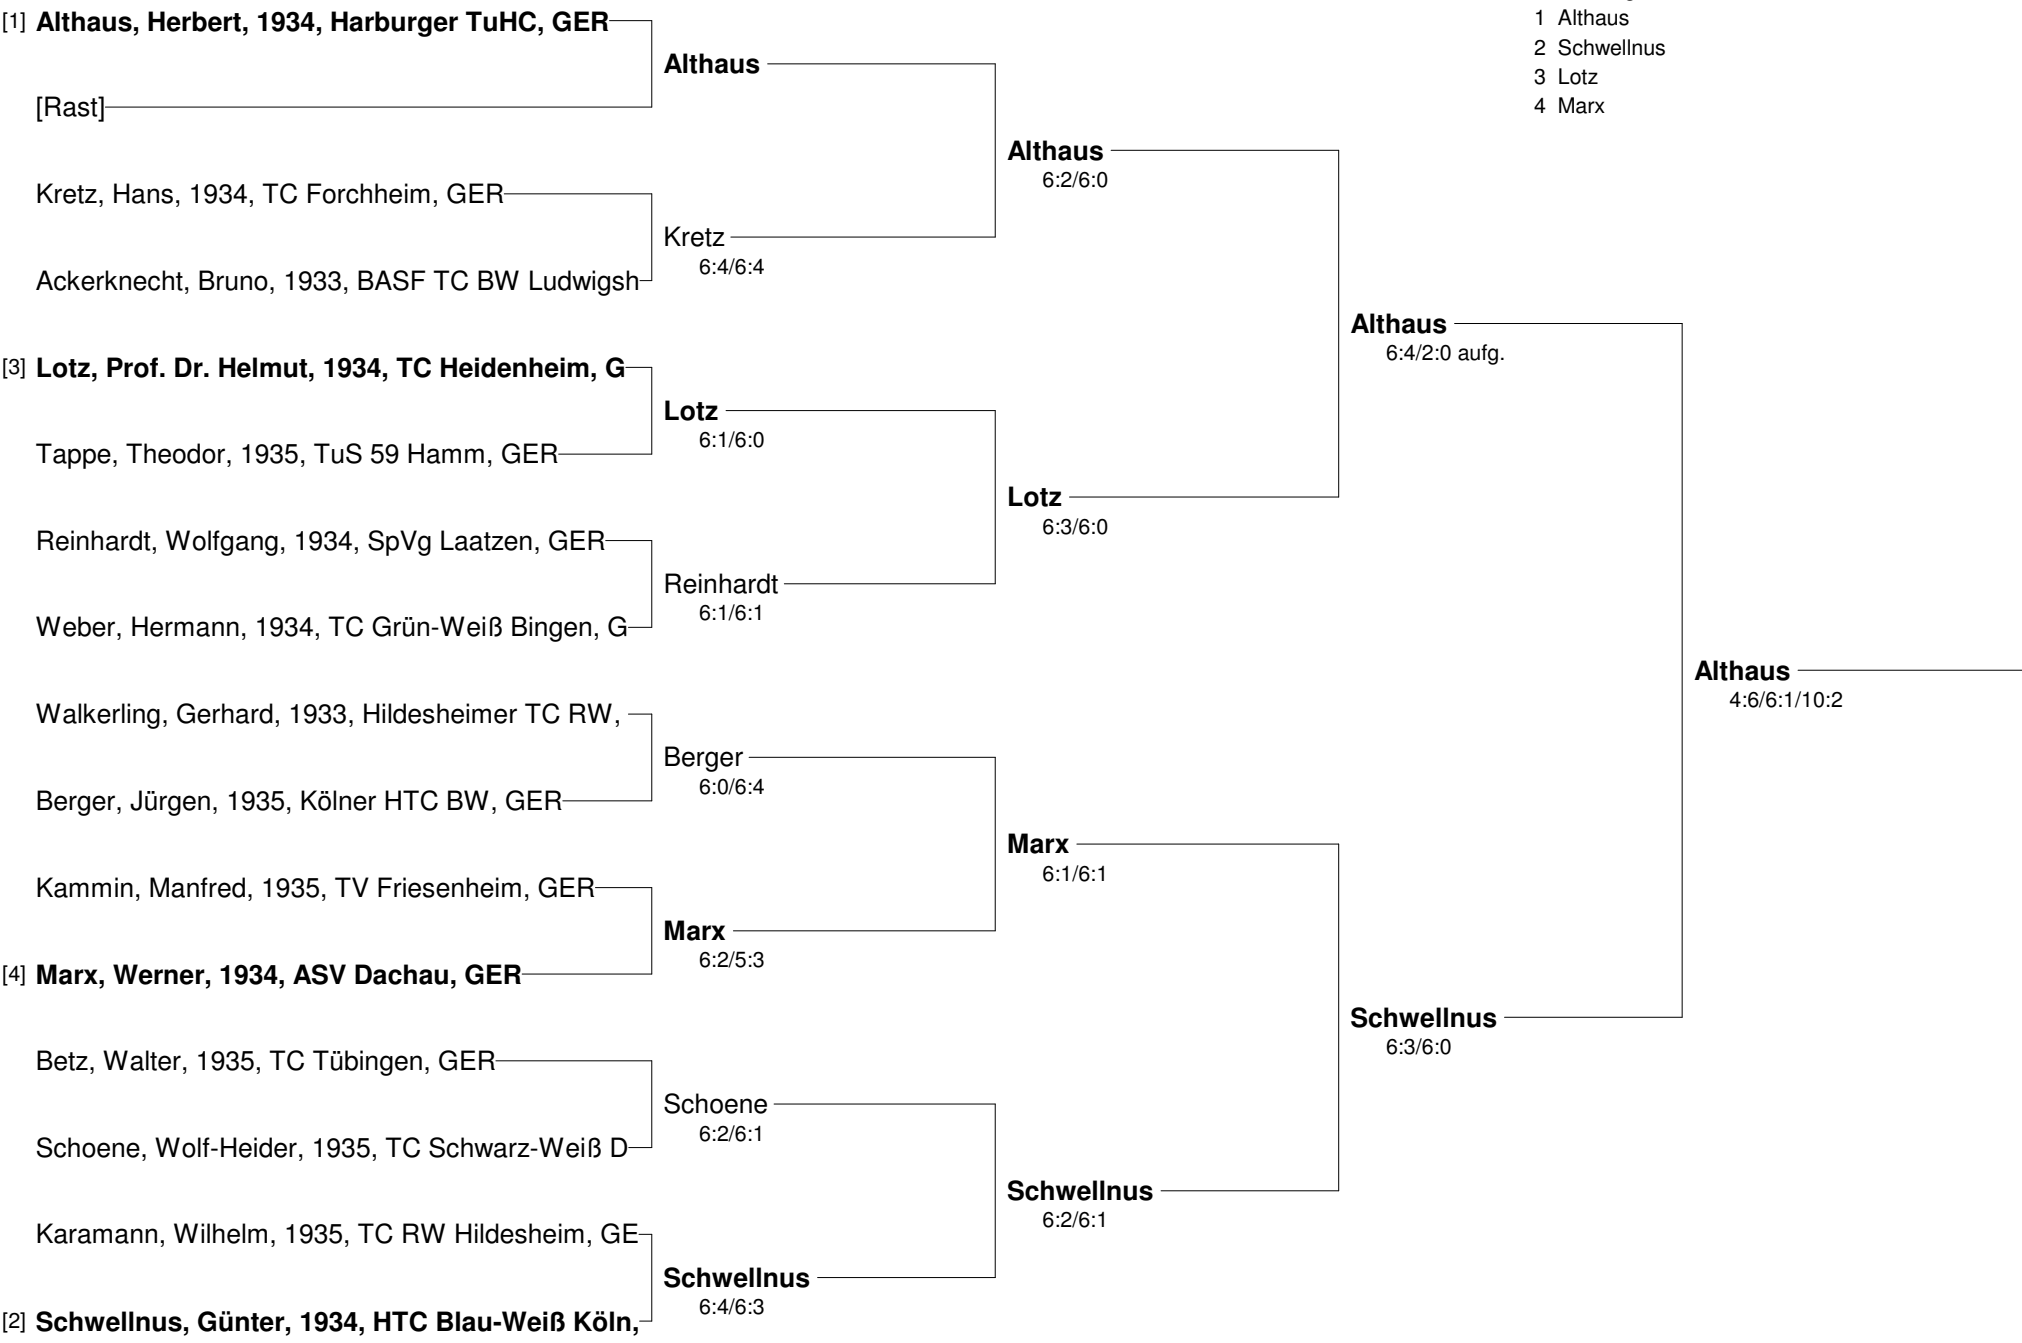 [1] Althaus, Herbert, 1934, Harburger TuHC, GER
[Rast]
Kretz, Hans, 1934, TC Forchheim, GER
Ackerknecht, Bruno, 1933, BASF TC BW Ludwigsh
[3] Lotz, Prof. Dr. Helmut, 1934, TC Heidenheim, G
Tappe, Theodor, 1935, TuS 59 Hamm, GER
Reinhardt, Wolfgang, 1934, SpVg Laatzen, GER
Weber, Hermann, 1934, TC Grün-Weiß Bingen, G
Walkerling, Gerhard, 1933, Hildesheimer TC RW,
Berger, Jürgen, 1935, Kölner HTC BW, GER
Kammin, Manfred, 1935, TV Friesenheim, GER
[4] Marx, Werner, 1934, ASV Dachau, GER
Betz, Walter, 1935, TC Tübingen, GER
Schoene, Wolf-Heider, 1935, TC Schwarz-Weiß D
Karamann, Wilhelm, 1935, TC RW Hildesheim, GE
[2] Schwellnus, Günter, 1934, HTC Blau-Weiß Köln,
Althaus
Kretz
6:4/6:4
Lotz
6:1/6:0
Reinhardt
6:1/6:1
Berger
6:0/6:4
Marx
6:2/5:3
Schoene
6:2/6:1
Schwellnus
6:4/6:3
Althaus
6:2/6:0
Lotz
6:3/6:0
Marx
6:1/6:1
Schwellnus
6:2/6:1
Althaus
6:4/2:0 aufg.
Schwellnus
6:3/6:0
Althaus
4:6/6:1/10:2
1 Althaus
2 Schwellnus
3 Lotz
4 Marx